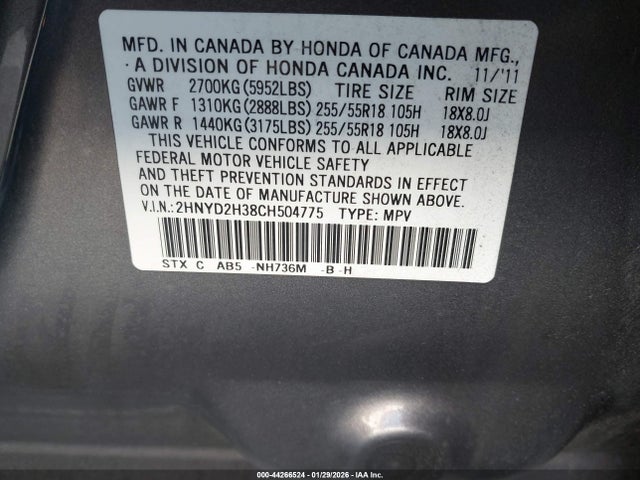 MFD. IN CANADA BY HONDA OF CANADA MFG.,
A DIVISION OF HONDA CANADA INC. 11/'11
GVWR 2700KG(5952LBS) TIRE SIZE RIM SIZE
GAWR F 1310KG(2888LBS) 255/55R18 105H 18X8.0J
GAWR R 1440KG(3175LBS) 255/55R18 105H 18X8.0J
THIS VEHICLE CONFORMS TO ALL APPLICABLE
FEDERAL MOTOR VEHICLE SAFETY
AND THEFT PREVENTION STANDARDS IN EFFECT
ON THE DATE OF MANUFACTURE SHOWN ABOVE.
V.I.N.:2HNYD2H38CH504775 TYPE: MPV
STX C AB5 -NH736M -B -H
000-44266524 | 01/29/2026 | IAA Inc.